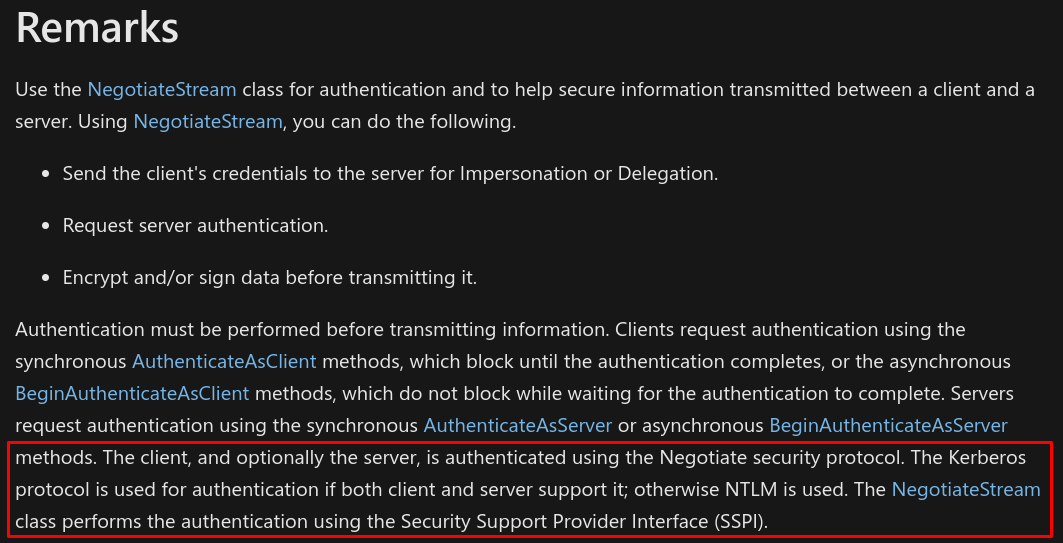 Remarks
Use the NegotiateStream class for authentication and to help secure information transmitted between a client and a
server. Using NegotiateStream, you can do the following.
• Send the client's credentials to the server for Impersonation or Delegation.
• Request server authentication.
• Encrypt and/or sign data before transmitting it.
Authentication must be performed before transmitting information. Clients request authentication using the
synchronous AuthenticateAsClient methods, which block until the authentication completes, or the asynchronous
BeginAuthenticateAsClient methods, which do not block while waiting for the authentication to complete. Servers
request authentication using the synchronous AuthenticateAsServer or asynchronous BeginAuthenticateAsServer
methods. The client, and optionally the server, is authenticated using the Negotiate security protocol. The Kerberos
protocol is used for authentication if both client and server support it; otherwise NTLM is used. The NegotiateStream
class performs the authentication using the Security Support Provider Interface (SSPI).